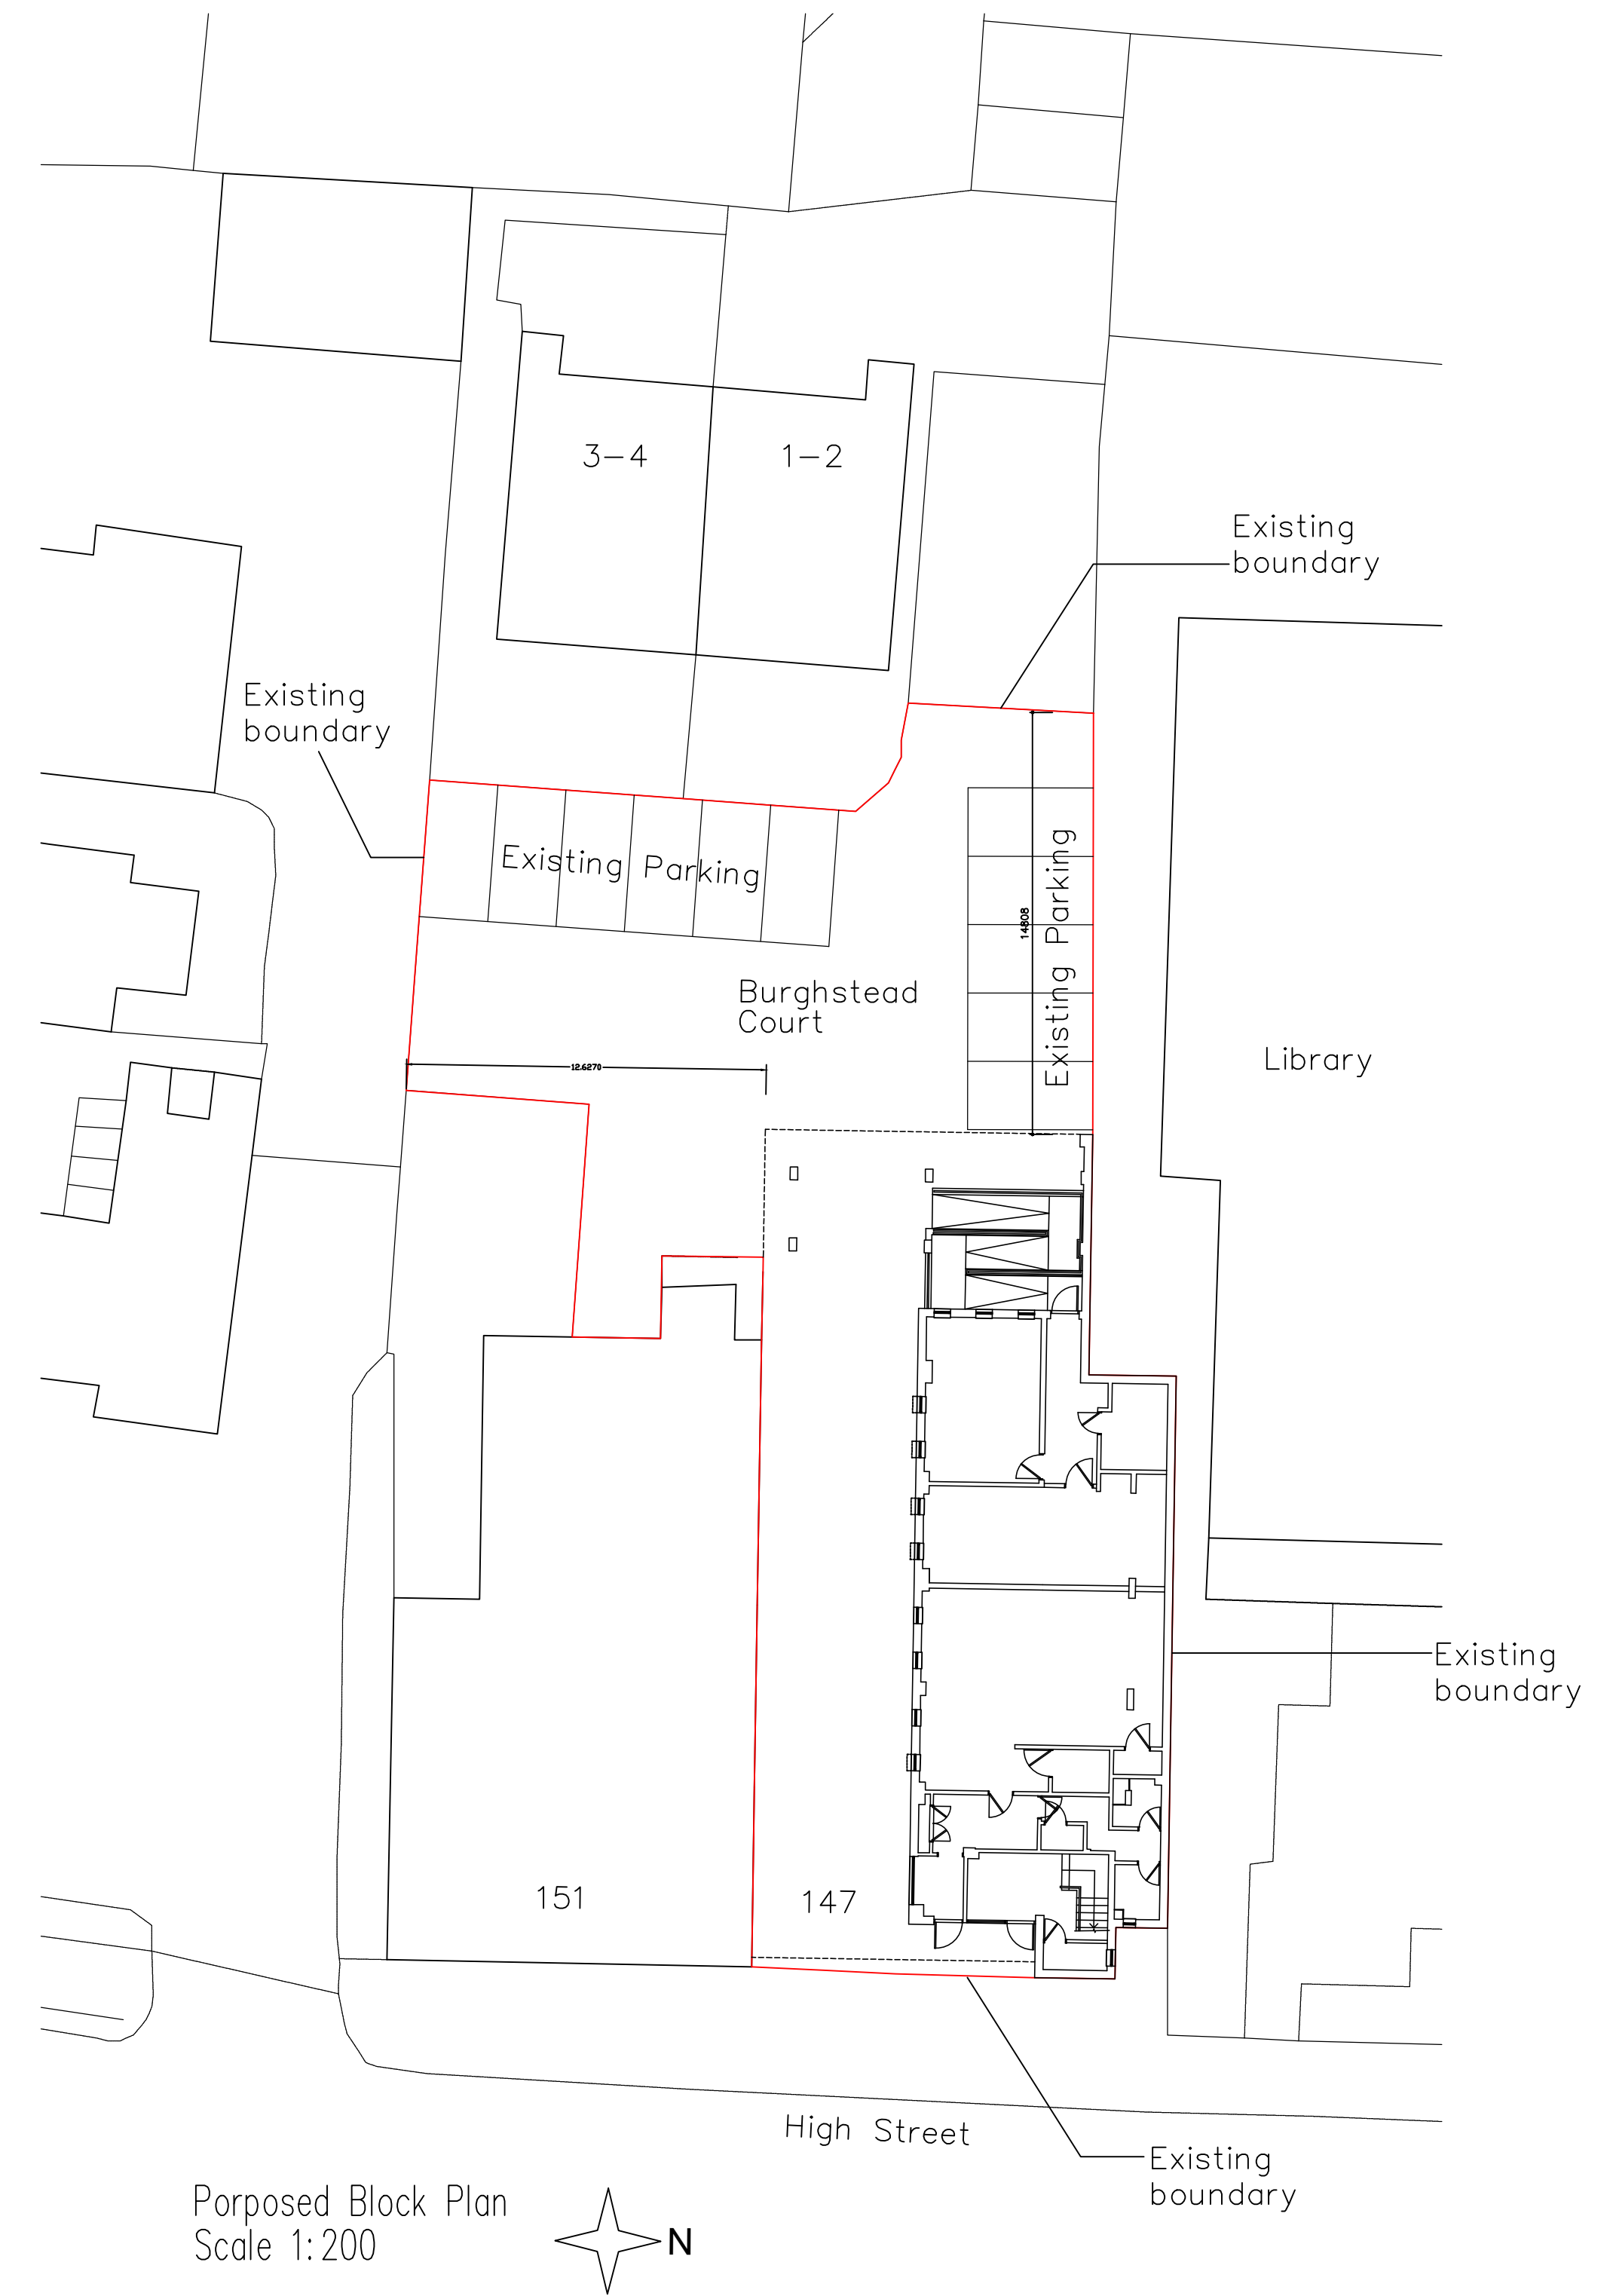 3-4
1-2
Existing
boundary
Existing
boundary
Existing Parking
Existing Parking
14808
Burghstead
Court
Library
12.6270
Existing
boundary
151
147
High Street
Existing
boundary
Porposed Block Plan
Scale 1:200
N